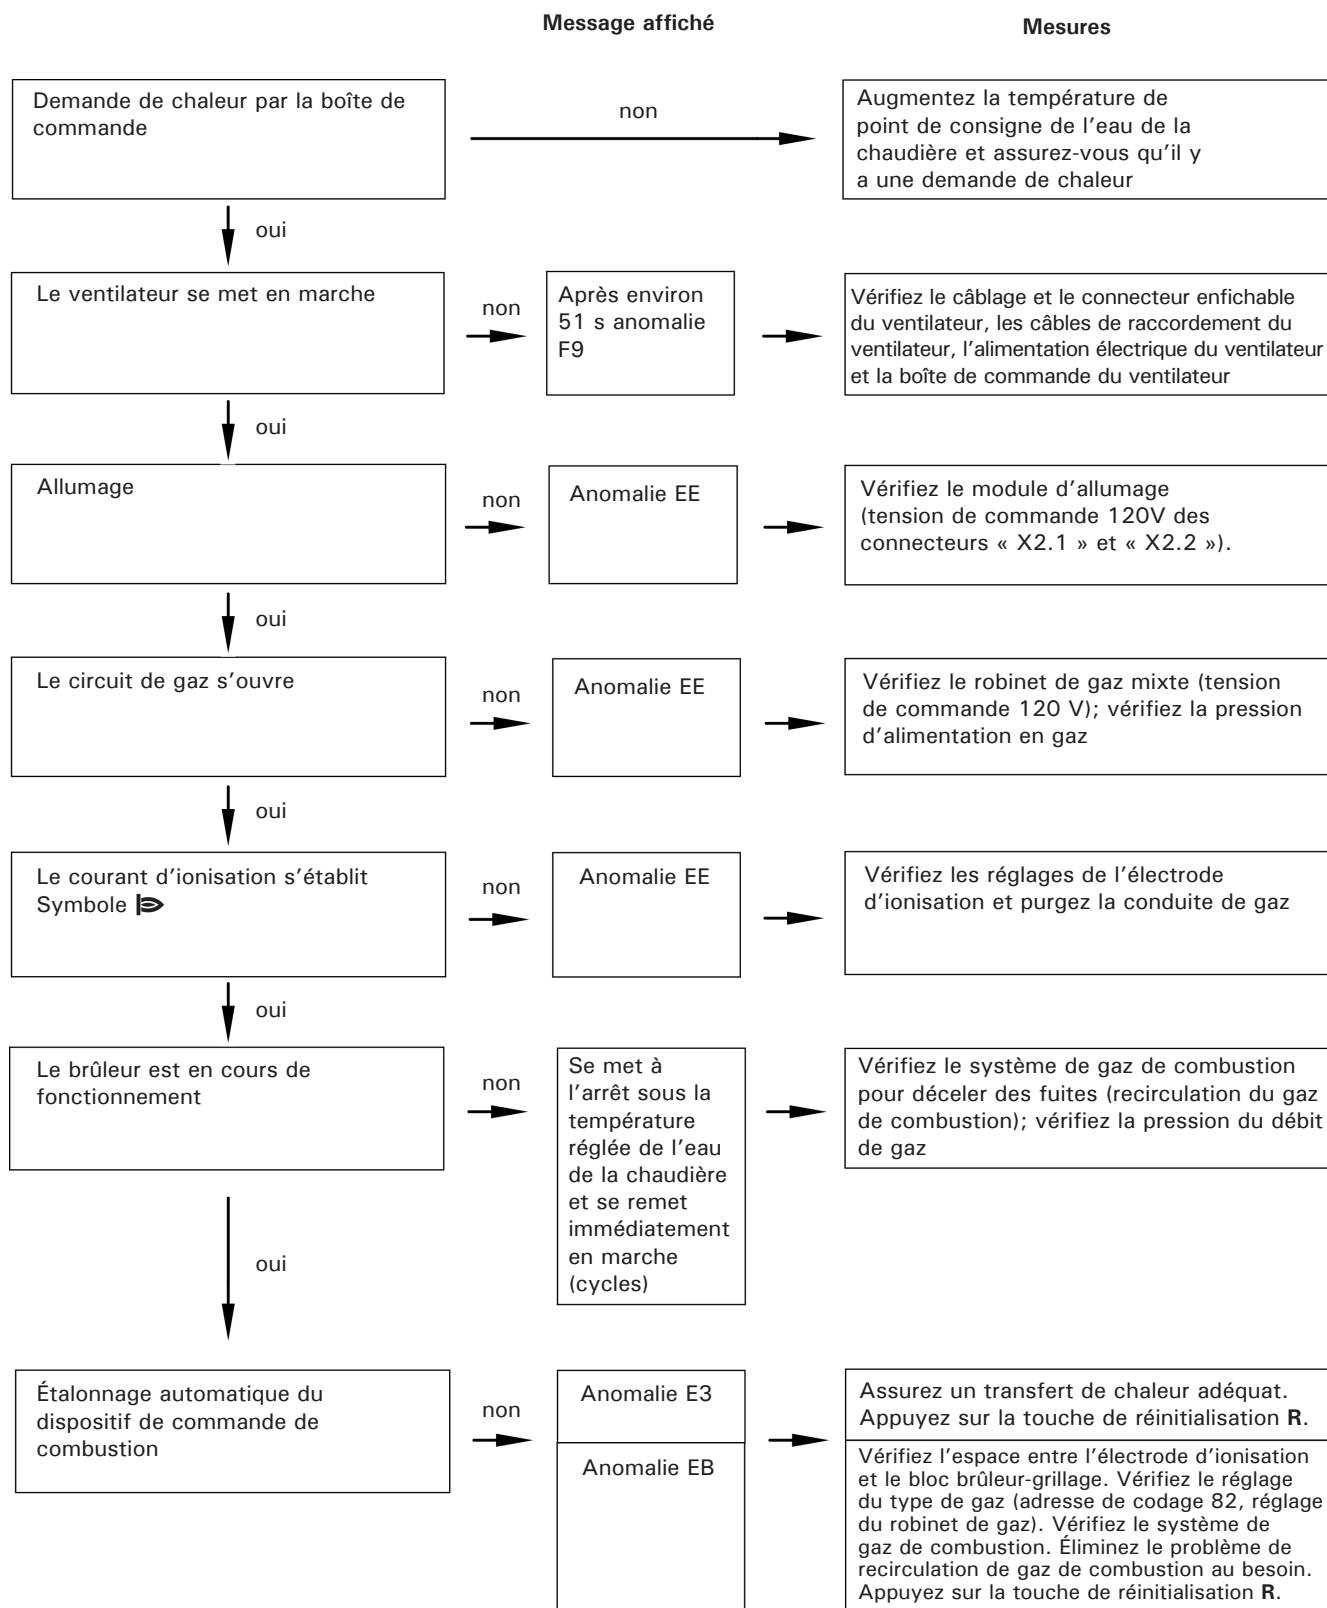 Message affiché
Mesures
Demande de chaleur par la boîte de
commande
non
Augmentez la température de
point de consigne de l'eau de la
chaudière et assurez-vous qu'il y
a une demande de chaleur
oui
Le ventilateur se met en marche
non
Après environ
51 s anomalie
F9
Vérifiez le câblage et le connecteur enfichable
du ventilateur, les câbles de raccordement du
ventilateur, l'alimentation électrique du ventilateur
et la boîte de commande du ventilateur
oui
Allumage
non
Anomalie EE
Vérifiez le module d'allumage
(tension de commande 120V des
connecteurs « X2.1 » et « X2.2 »).
oui
Le circuit de gaz s'ouvre
non
Anomalie EE
Vérifiez le robinet de gaz mixte (tension
de commande 120 V); vérifiez la pression
d'alimentation en gaz
oui
Le courant d'ionisation s'établit
Symbole
non
Anomalie EE
Vérifiez les réglages de l'électrode
d'ionisation et purgez la conduite de gaz
oui
Le brûleur est en cours de
fonctionnement
non
Se met à
l'arrêt sous la
température
réglée de l'eau
de la chaudière
et se remet
immédiatement
en marche
(cycles)
Vérifiez le système de gaz de combustion
pour déceler des fuites (recirculation du gaz
de combustion); vérifiez la pression du débit
de gaz
oui
Étalonnage automatique du
dispositif de commande de
combustion
non
Anomalie E3
Assurez un transfert de chaleur adéquat.
Appuyez sur la touche de réinitialisation R.
Anomalie EB
Vérifiez l'espace entre l'électrode d'ionisation
et le bloc brûleur-grillage. Vérifiez le réglage
du type de gaz (adresse de codage 82, réglage
du robinet de gaz). Vérifiez le système de
gaz de combustion. Éliminez le problème de
recirculation de gaz de combustion au besoin.
Appuyez sur la touche de réinitialisation R.